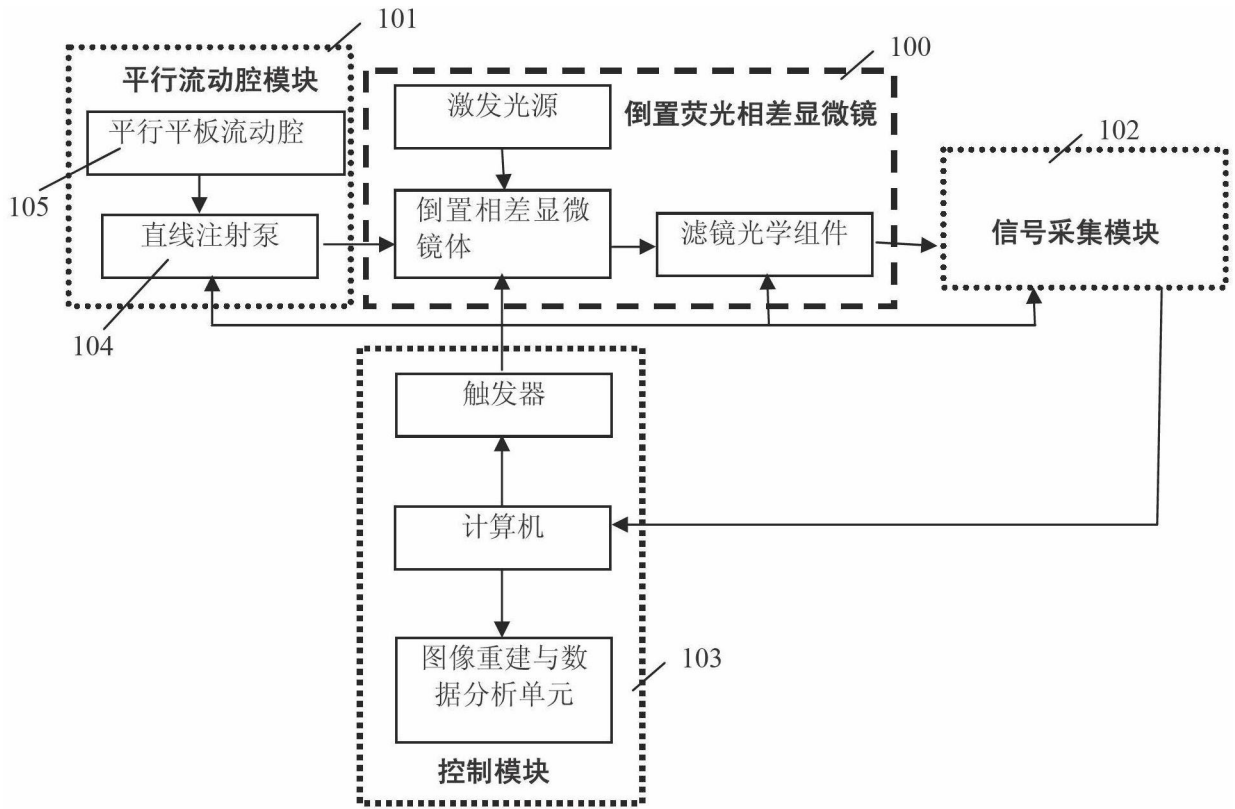 101
平行流动腔模块
100
平行平板流动腔
激发光源
倒置荧光相差显微镜
102
105
直线注射泵
倒置相差显微
镜体
滤镜光学组件
信号采集模块
104
触发器
计算机
图像重建与数
据分析单元
103
控制模块